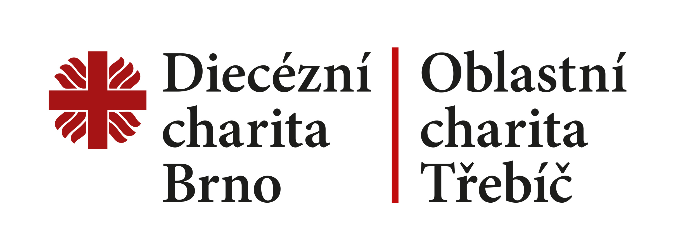 Diecézní
charita
Brno
Oblastní
charita
Třebíč